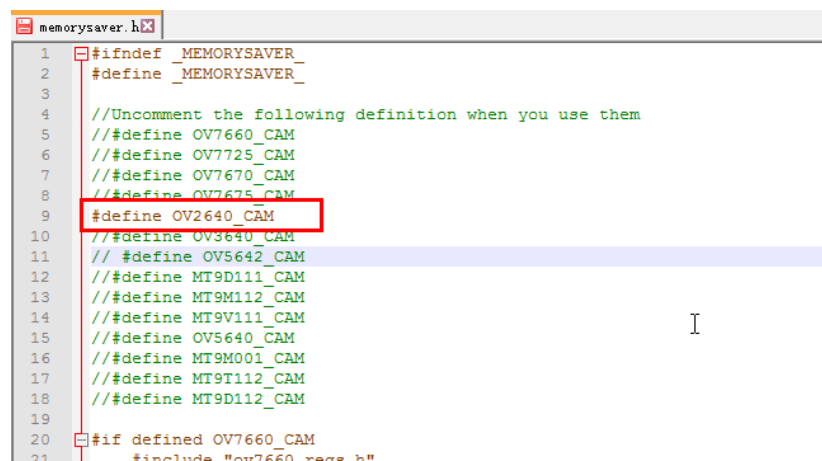 memorysaver.h
1 #ifndef _MEMORYSAVER_
2 #define _MEMORYSAVER_
3
4 //Uncomment the following definition when you use them
5 //#define OV7660_CAM
6 //#define OV7725_CAM
7 //#define OV7670_CAM
8 //#define OV7675_CAM
9 #define OV2640_CAM
10 //#define OV3640_CAM
11 // #define OV5642_CAM
12 //#define MT9D111_CAM
13 //#define MT9M112_CAM
14 //#define MT9V111_CAM
15 //#define OV5640_CAM
16 //#define MT9M001_CAM
17 //#define MT9T112_CAM
18 //#define MT9D112_CAM
19
20 #if defined OV7660_CAM
21 #include "ov7660_regs.h"